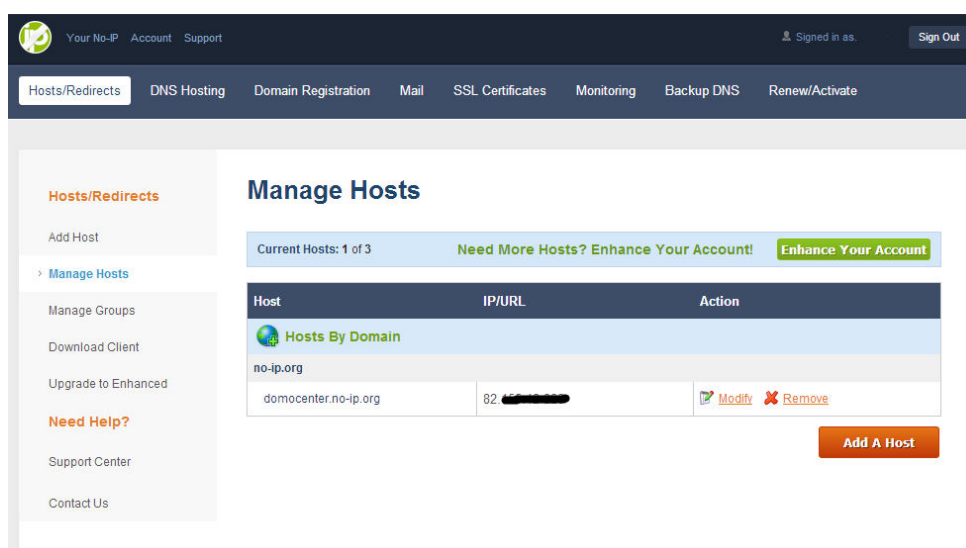 Your No-IP Account Support Signed in as. Sign Out
Hosts/Redirects DNS Hosting Domain Registration Mail SSL Certificates Monitoring Backup DNS Renew/Activate
Hosts/Redirects
Add Host
Manage Hosts
Manage Groups
Download Client
Upgrade to Enhanced
Need Help?
Support Center
Contact Us
Manage Hosts
Current Hosts: 1 of 3 Need More Hosts? Enhance Your Account! Enhance Your Account
Host IP/URL Action
Hosts By Domain
no-ip.org
domocenter.no-ip.org 82. Modify Remove
Add A Host